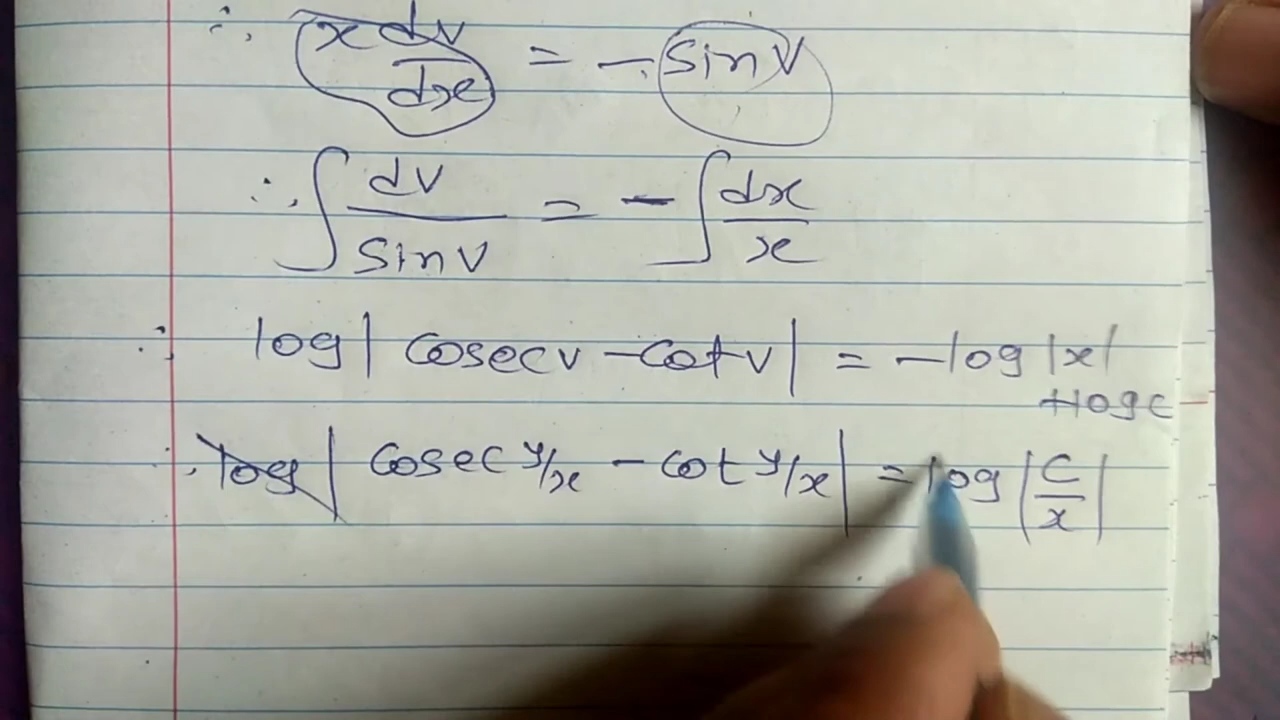 ∴ x dv/dx = - sin v
∴ ∫ dv/sin v = - ∫ dx/x
∴ log | cosec v - cot v | = - log |x| + log c
∴ log | cosec y/x - cot y/x | = log | c/x |